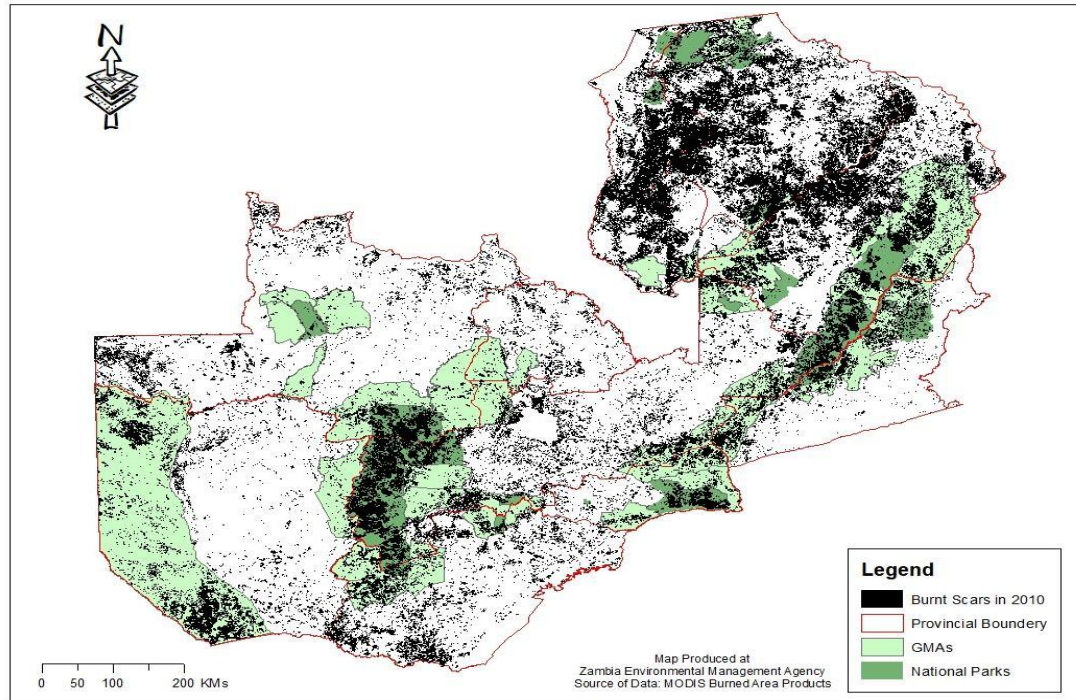 N
Legend
Burnt Scars in 2010
Provincial Boundery
GMAs
National Parks
0 50 100 200 KMs
Map Produced at
Zambia Environmental Management Agency
Source of Data: MODIS Burned Area Products